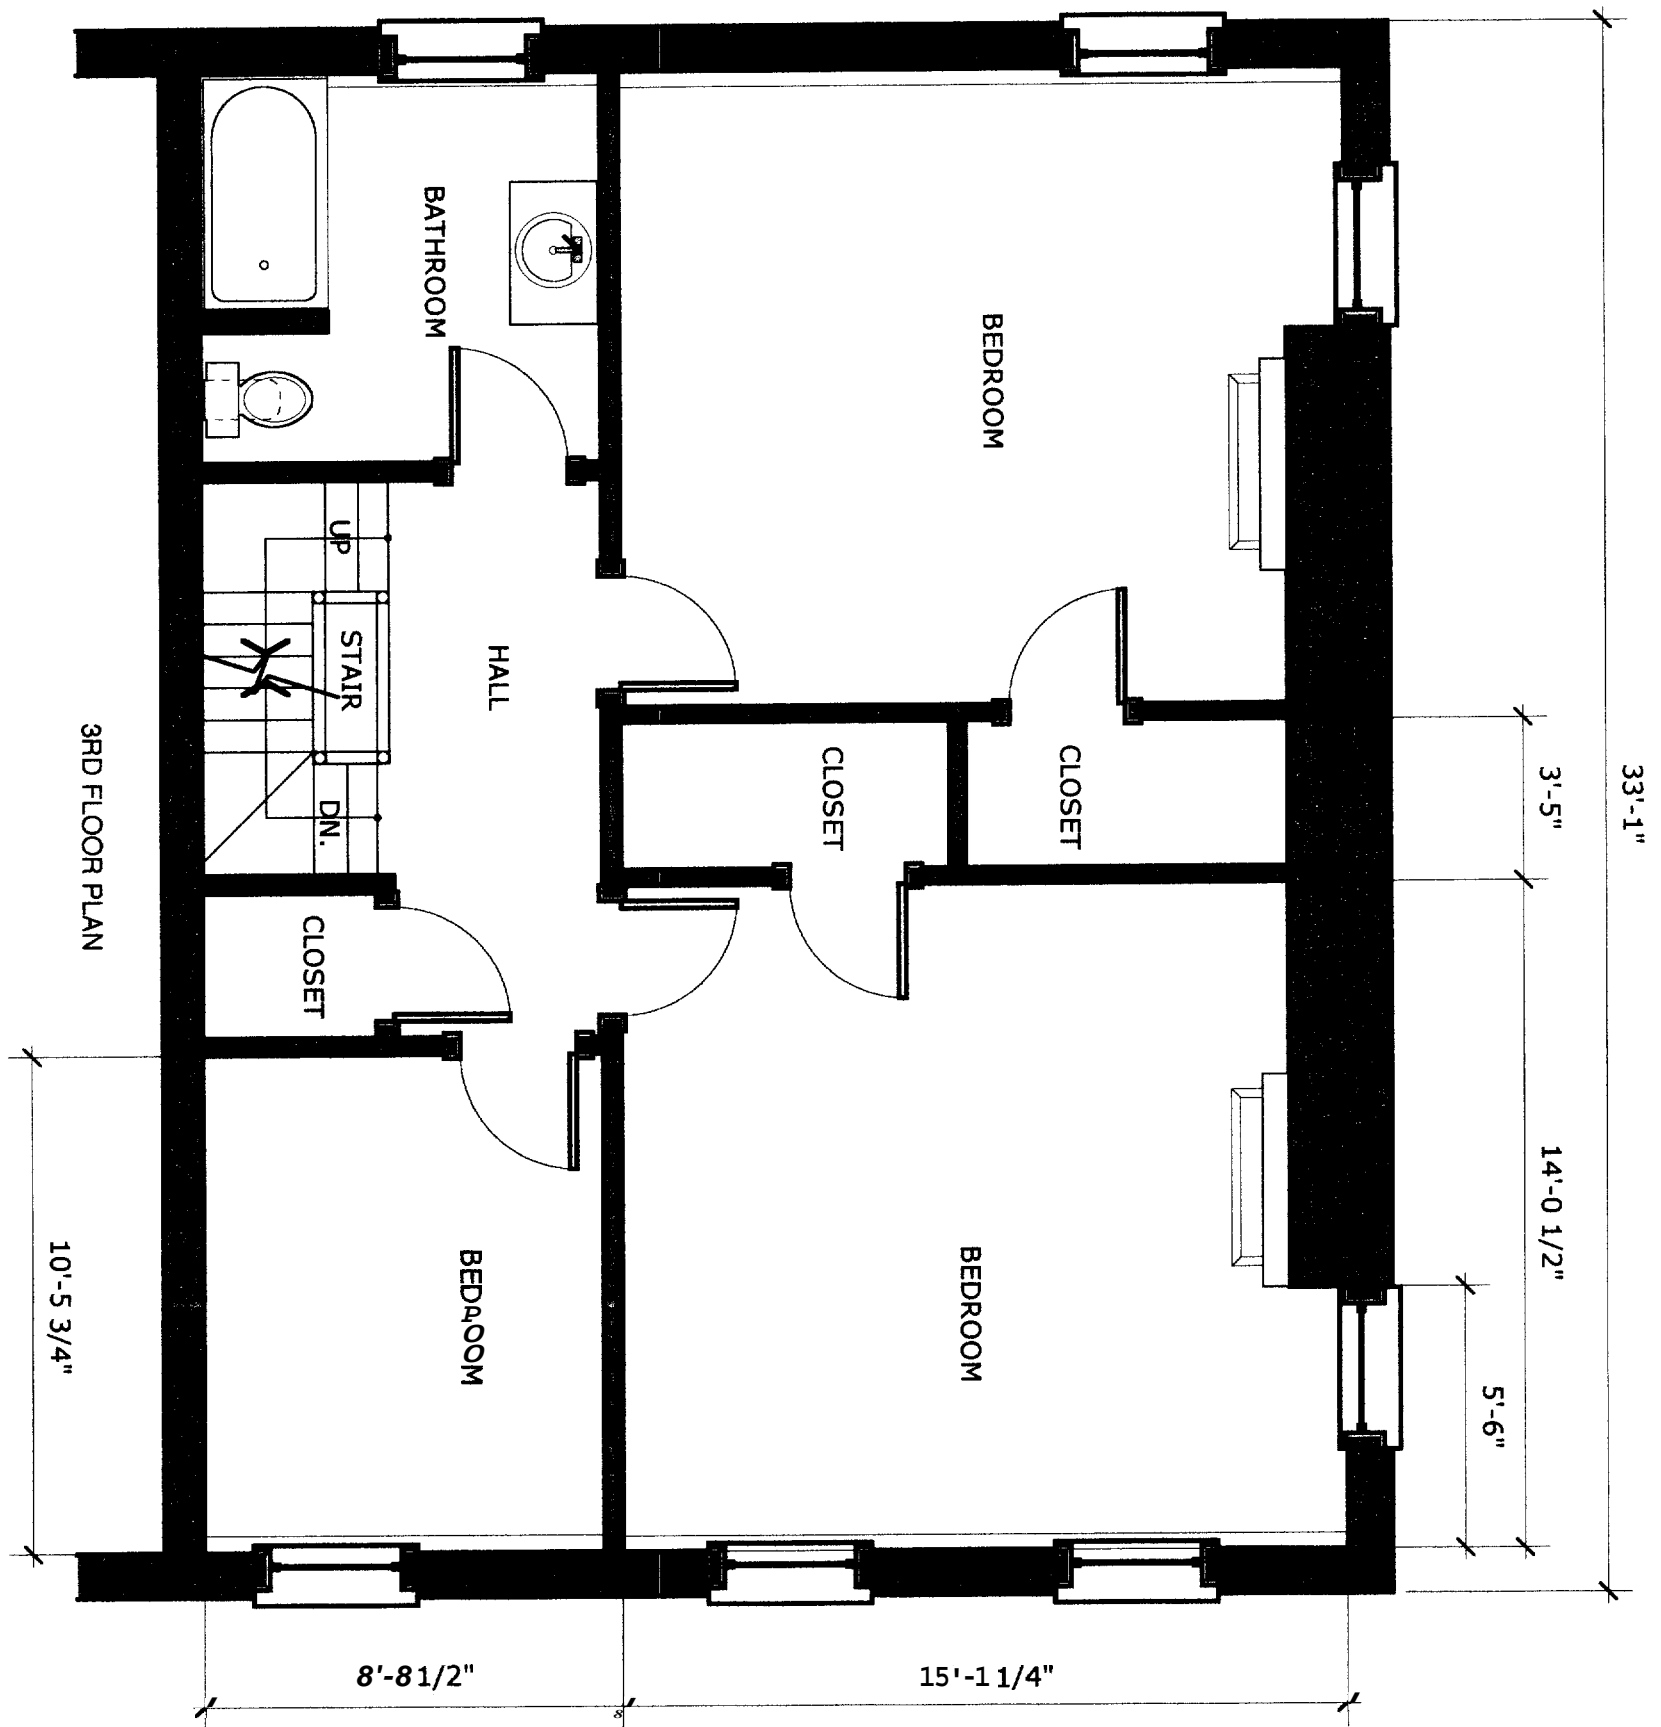 BATHROOM
BEDROOM
UP
STAIR
DN.
HALL
CLOSET
CLOSET
CLOSET
BEDROOM
BEDROOM
3RD FLOOR PLAN
33'-1"
3'-5"
14'-0 1/2"
5'-6"
10'-5 3/4"
8'-8 1/2"
15'-1 1/4"
8